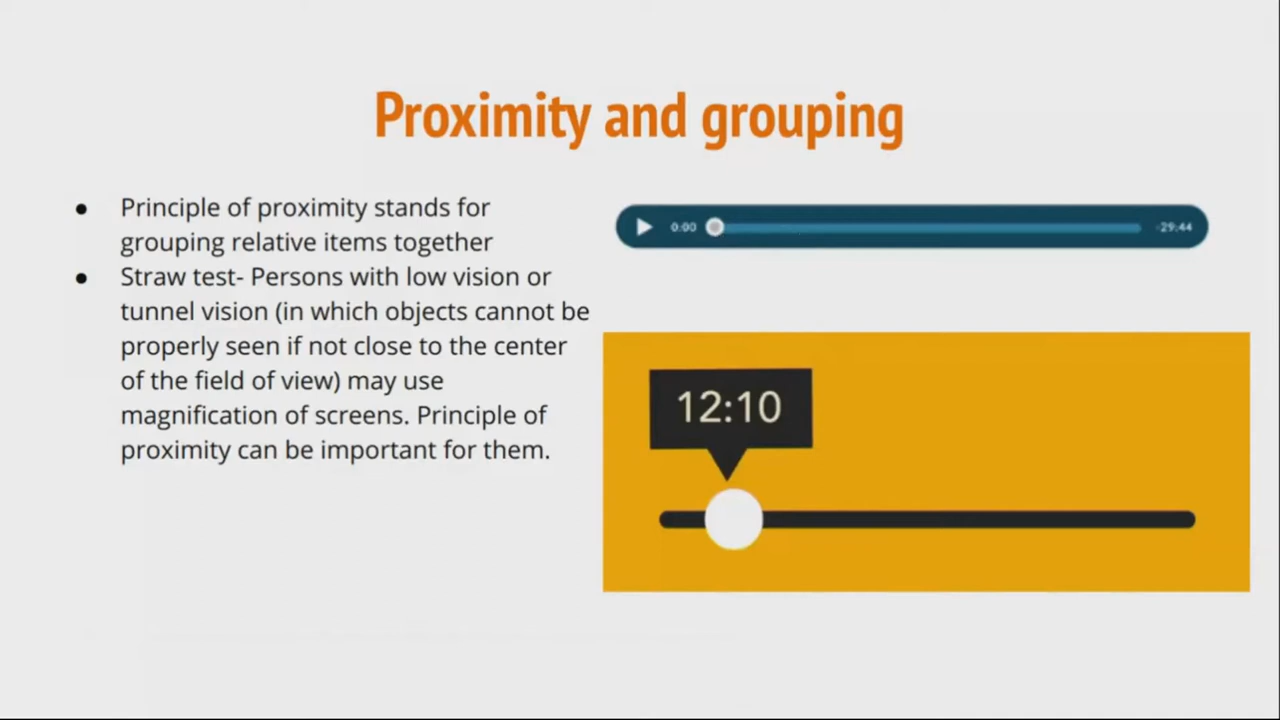 Proximity and grouping
● Principle of proximity stands for
grouping relative items together
● Straw test- Persons with low vision or
tunnel vision (in which objects cannot be
properly seen if not close to the center
of the field of view) may use
magnification of screens. Principle of
proximity can be important for them.
0:00
-29:44
12:10